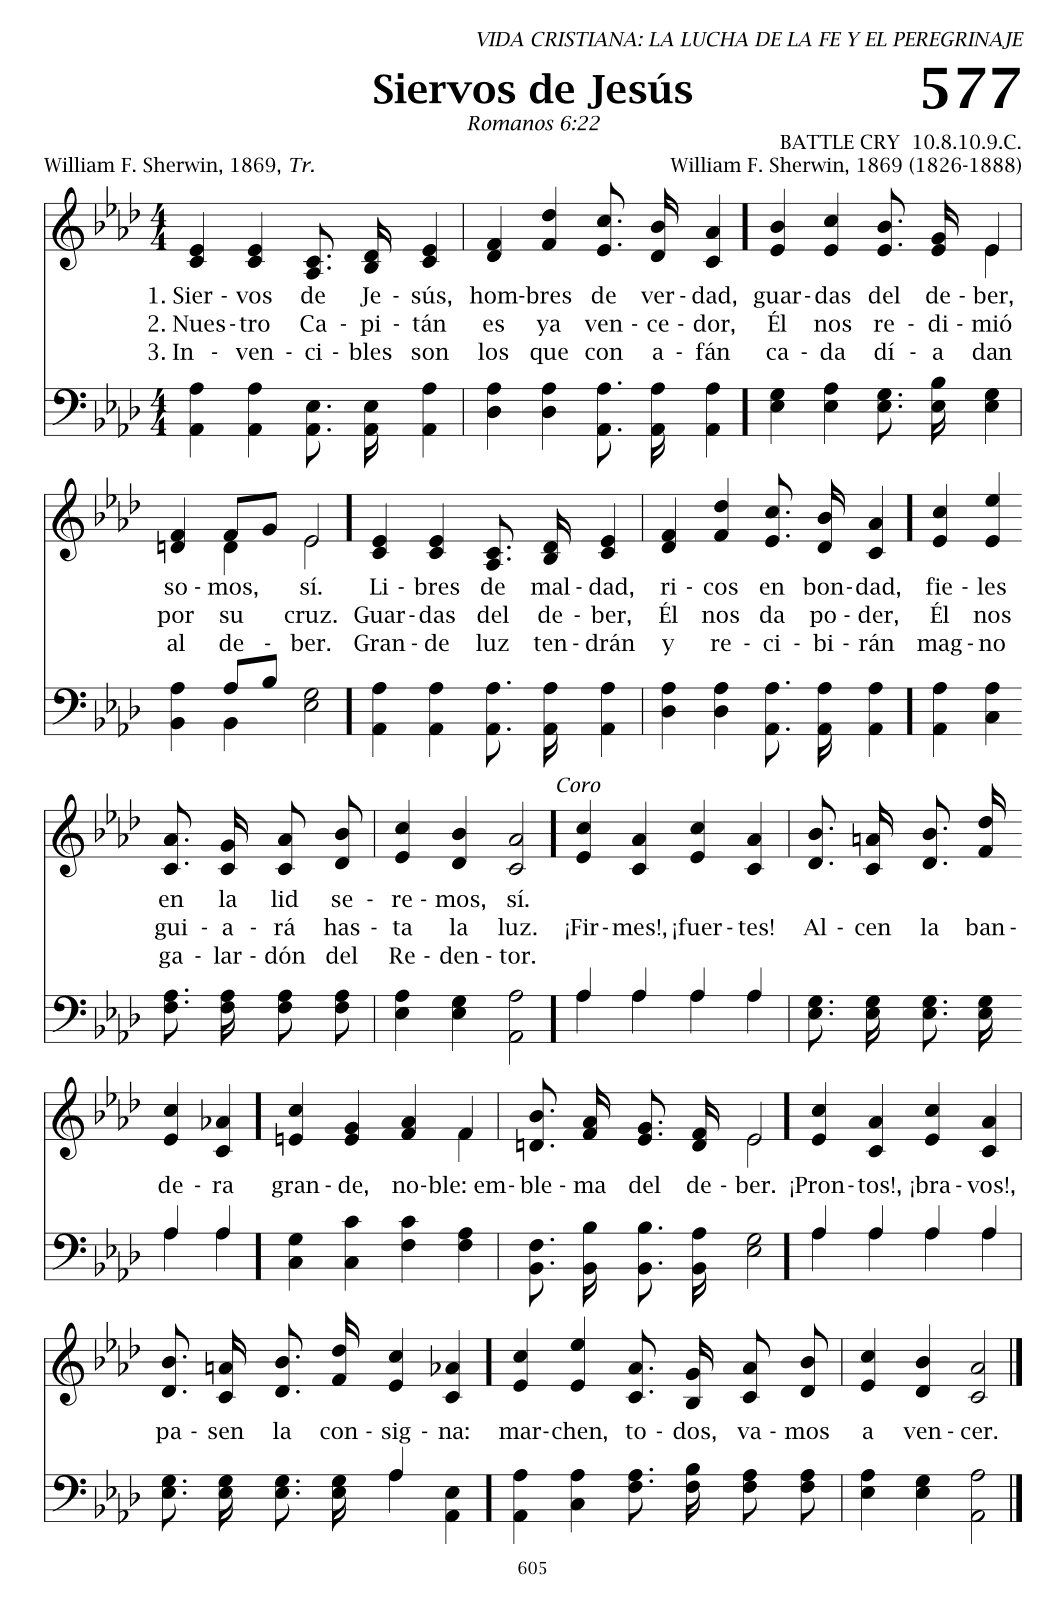 VIDA CRISTIANA: LA LUCHA DE LA FE Y EL PEREGRINAJE
Siervos de Jesús 577
Romanos 6:22
BATTLE CRY 10.8.10.9.C.
William F. Sherwin, 1869, Tr. William F. Sherwin, 1869 (1826-1888)
1. Sier - vos de Je - sús, hom-bres de ver - dad, guar-das del de - ber,
2. Nues-tro Ca - pi - tán es ya ven - ce - dor, Él nos re - di - mió
3. In - ven - ci - bles son los que con a - fán ca - da dí - a dan
so - mos, sí. Li - bres de mal - dad, ri - cos en bon-dad, fie - les
por su cruz. Guar-das del de - ber, Él nos da po - der, Él nos
al de - ber. Gran - de luz ten - drán y re - ci - bi - rán mag - no
Coro
en la lid se - re - mos, sí.
gui - a - rá has - ta la luz. ¡Fir - mes!, ¡fuer - tes! Al - cen la ban -
ga - lar - dón del Re - den - tor.
de - ra gran - de, no-ble: em-ble - ma del de - ber. ¡Pron-tos!, ¡bra - vos!,
pa - sen la con - sig - na: mar-chen, to - dos, va - mos a ven - cer.
605